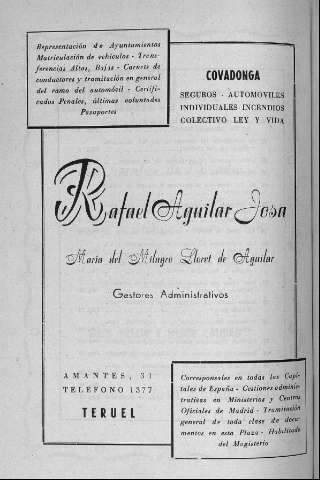 Representación de Ayuntamientos
Matriculación de vehículos - Trans-
ferencias Altas, Bajas - Carnets de
conductores y tramitación en general
del ramo del automóvil - Certifi-
cados Penales, últimas voluntades
Pasaportes
COVADONGA
SEGUROS - AUTOMOVILES
INDIVIDUALES INCENDIOS
COLECTIVO LEY Y VIDA
Rafael Aguilar Josa
María del Milagro Lloret de Aguilar
Gestores Administrativos
AMANTES, 31
TELEFONO 1577
TERUEL
Corresponsales en todas las Capi-
tales de España - Gestiones adminis-
trativas en Ministerios y Centros
Oficiales de Madrid - Tramitación
general de toda clase de docu-
mentos en esta Plaza - Habilitado
del Magisterio